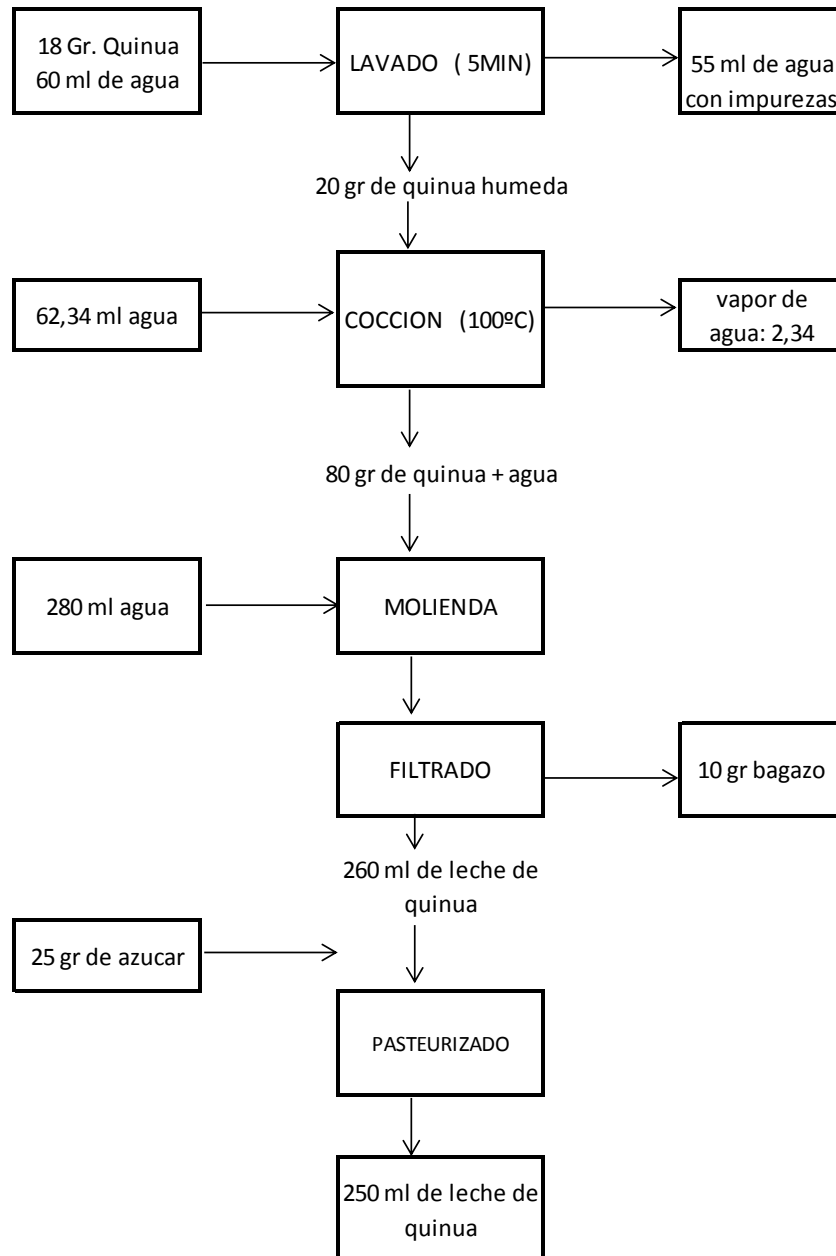 18 Gr. Quinua
60 ml de agua
LAVADO ( 5MIN)
55 ml de agua
con impurezas
20 gr de quinua humeda
62,34 ml agua
COCCION (100ºC)
vapor de
agua: 2,34
80 gr de quinua + agua
280 ml agua
MOLIENDA
FILTRADO
10 gr bagazo
260 ml de leche de
quinua
25 gr de azucar
PASTEURIZADO
250 ml de leche de
quinua